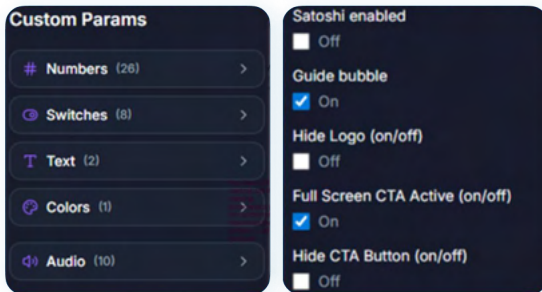 Custom Params
Numbers (26)
Switches (8)
Text (2)
Colors (1)
Audio (10)
Satoshi enabled
Off
Guide bubble
On
Hide Logo (on/off)
Off
Full Screen CTA Active (on/off)
On
Hide CTA Button (on/off)
Off